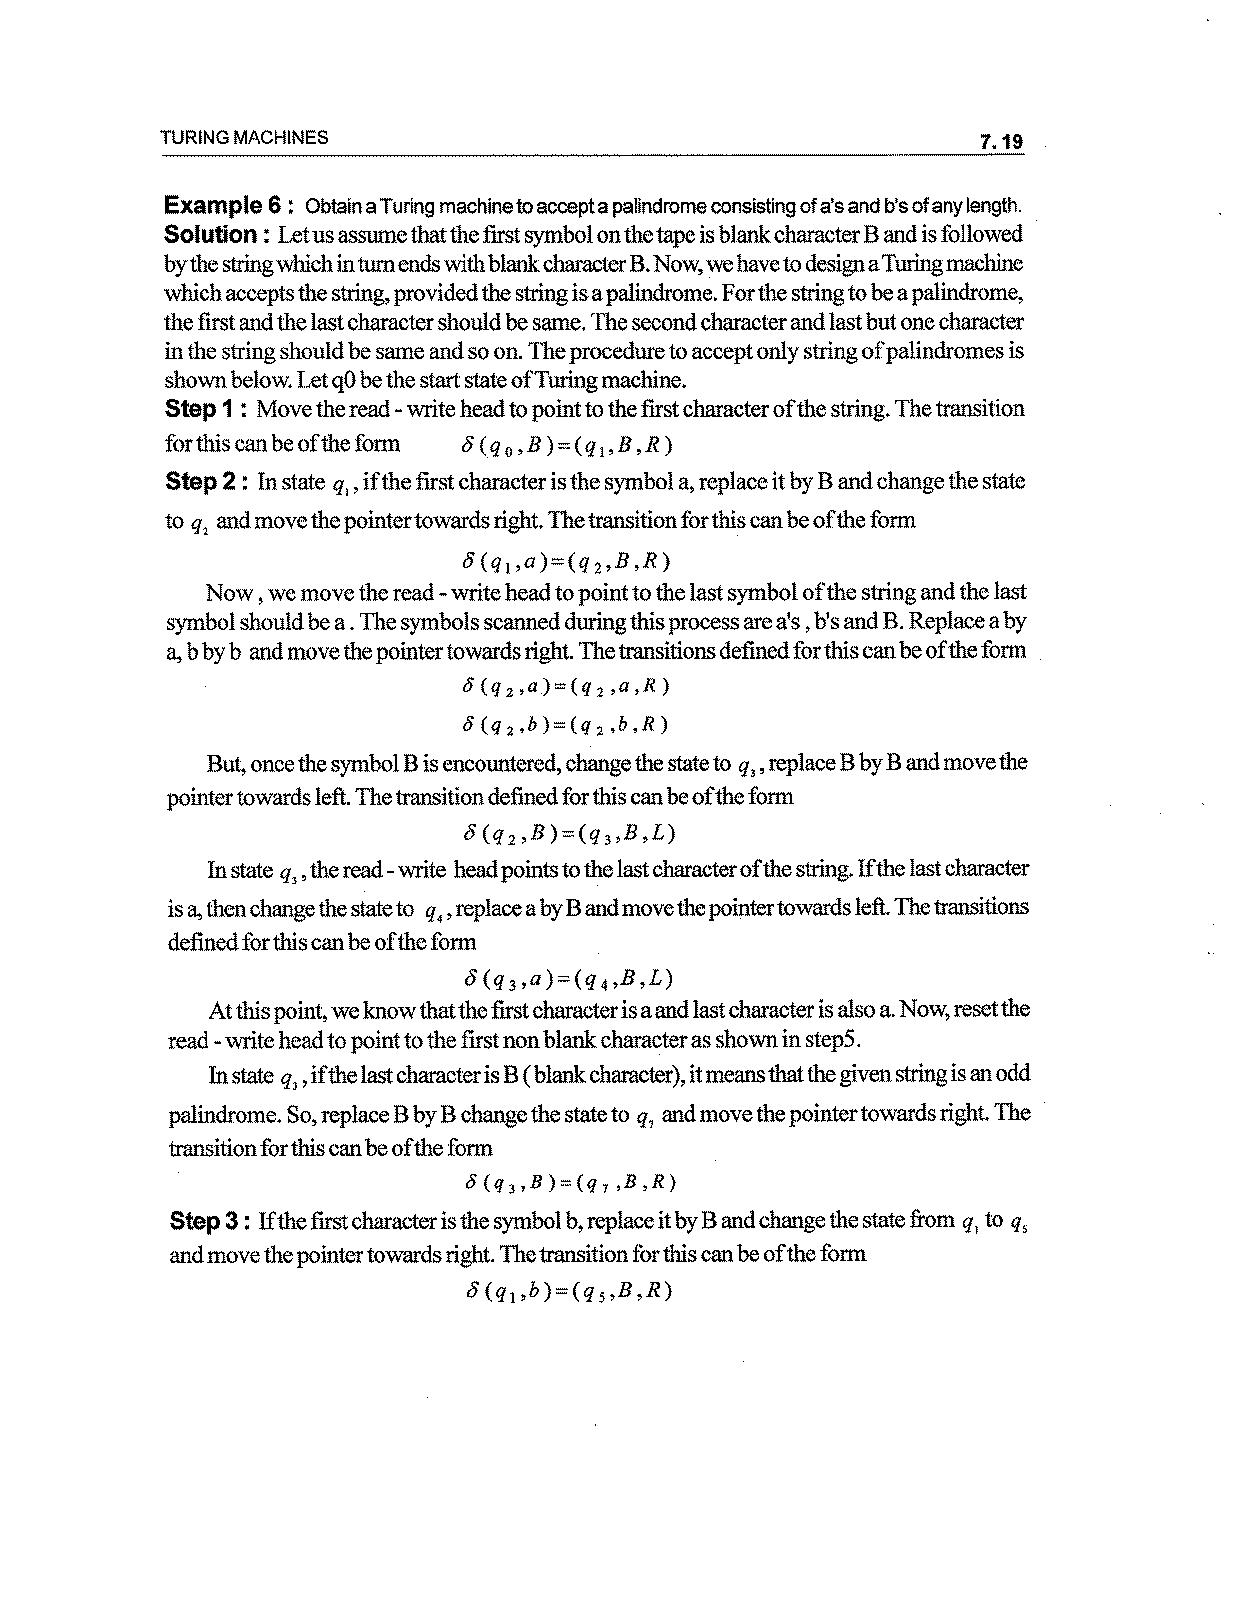 TURING MACHINES 7.19
Example 6 : Obtain a Turing machine to accept a palindrome consisting of a's and b's of any length.
Solution : Let us assume that the first symbol on the tape is blank character B and is followed
by the string which in turn ends with blank character B. Now, we have to design a Turing machine
which accepts the string, provided the string is a palindrome. For the string to be a palindrome,
the first and the last character should be same. The second character and last but one character
in the string should be same and so on. The procedure to accept only string of palindromes is
shown below. Let q0 be the start state of Turing machine.
Step 1 : Move the read - write head to point to the first character of the string. The transition
for this can be of the form δ(q₀,B)=(q₁,B,R)
Step 2 : In state q₁, if the first character is the symbol a, replace it by B and change the state
to q₂ and move the pointer towards right. The transition for this can be of the form
δ(q₁,a)=(q₂,B,R)
Now , we move the read - write head to point to the last symbol of the string and the last
symbol should be a . The symbols scanned during this process are a's , b's and B. Replace a by
a, b by b and move the pointer towards right. The transitions defined for this can be of the form
δ(q₂,a)=(q₂,a,R)
δ(q₂,b)=(q₂,b,R)
But, once the symbol B is encountered, change the state to q₃, replace B by B and move the
pointer towards left. The transition defined for this can be of the form
δ(q₂,B)=(q₃,B,L)
In state q₃, the read - write head points to the last character of the string. If the last character
is a, then change the state to q₄, replace a by B and move the pointer towards left. The transitions
defined for this can be of the form
δ(q₃,a)=(q₄,B,L)
At this point, we know that the first character is a and last character is also a. Now, reset the
read - write head to point to the first non blank character as shown in step5.
In state q₃, if the last character is B ( blank character), it means that the given string is an odd
palindrome. So, replace B by B change the state to q₇ and move the pointer towards right. The
transition for this can be of the form
δ(q₃,B)=(q₇,B,R)
Step 3 : If the first character is the symbol b, replace it by B and change the state from q₁ to q₅
and move the pointer towards right. The transition for this can be of the form
δ(q₁,b)=(q₅,B,R)